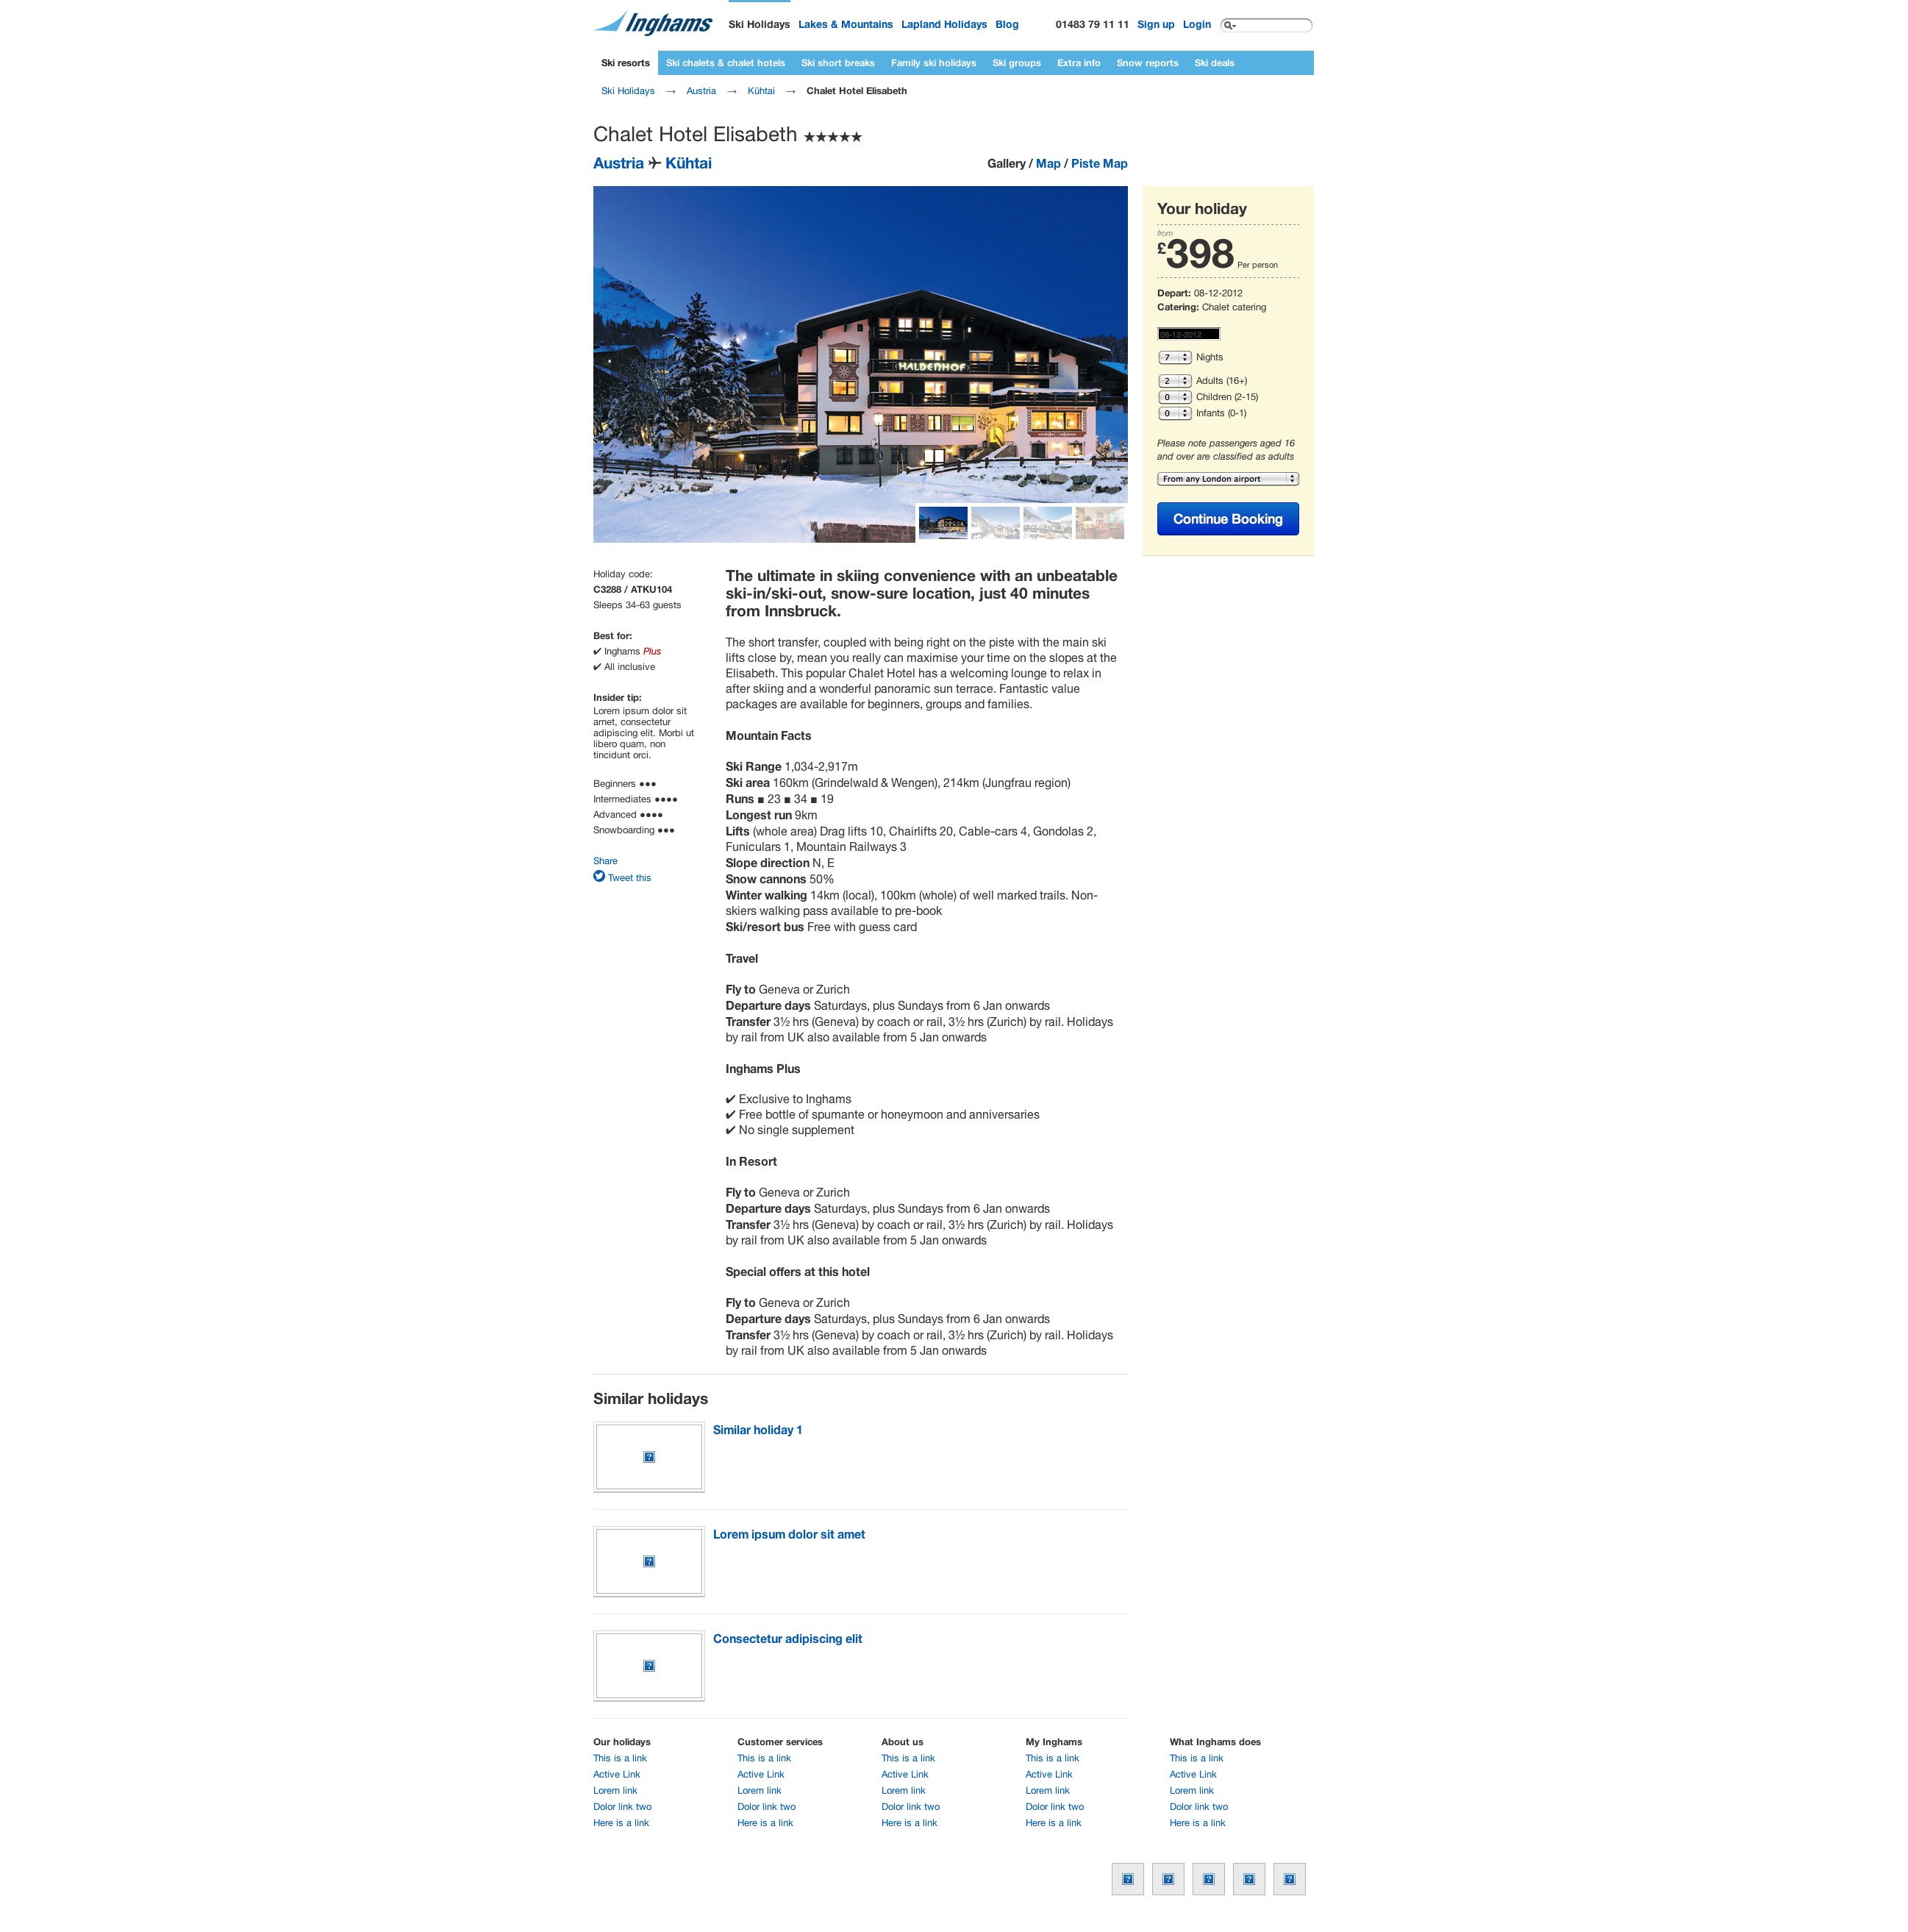 Inghams
Ski Holidays Lakes & Mountains Lapland Holidays Blog 01483 79 11 11 Sign up Login
Ski resorts Ski chalets & chalet hotels Ski short breaks Family ski holidays Ski groups Extra info Snow reports Ski deals
Ski Holidays → Austria → Kühtai → Chalet Hotel Elisabeth
Chalet Hotel Elisabeth ★★★★★
Austria ✈ Kühtai
Gallery / Map / Piste Map
HALDENHOF
Your holiday
from
£398 Per person
Depart: 08-12-2012
Catering: Chalet catering
08-12-2012
7 Nights
2 Adults (16+)
0 Children (2-15)
0 Infants (0-1)
Please note passengers aged 16
and over are classified as adults
From any London airport
Continue Booking
Holiday code:
C3288 / ATKU104
Sleeps 34-63 guests
Best for:
✔ Inghams Plus
✔ All inclusive
Insider tip:
Lorem ipsum dolor sit
amet, consectetur
adipiscing elit. Morbi ut
libero quam, non
tincidunt orci.
Beginners ●●●
Intermediates ●●●●
Advanced ●●●●
Snowboarding ●●●
Share
Tweet this
The ultimate in skiing convenience with an unbeatable
ski-in/ski-out, snow-sure location, just 40 minutes
from Innsbruck.
The short transfer, coupled with being right on the piste with the main ski
lifts close by, mean you really can maximise your time on the slopes at the
Elisabeth. This popular Chalet Hotel has a welcoming lounge to relax in
after skiing and a wonderful panoramic sun terrace. Fantastic value
packages are available for beginners, groups and families.
Mountain Facts
Ski Range 1,034-2,917m
Ski area 160km (Grindelwald & Wengen), 214km (Jungfrau region)
Runs ■ 23 ■ 34 ■ 19
Longest run 9km
Lifts (whole area) Drag lifts 10, Chairlifts 20, Cable-cars 4, Gondolas 2,
Funiculars 1, Mountain Railways 3
Slope direction N, E
Snow cannons 50%
Winter walking 14km (local), 100km (whole) of well marked trails. Non-
skiers walking pass available to pre-book
Ski/resort bus Free with guess card
Travel
Fly to Geneva or Zurich
Departure days Saturdays, plus Sundays from 6 Jan onwards
Transfer 3½ hrs (Geneva) by coach or rail, 3½ hrs (Zurich) by rail. Holidays
by rail from UK also available from 5 Jan onwards
Inghams Plus
✔ Exclusive to Inghams
✔ Free bottle of spumante or honeymoon and anniversaries
✔ No single supplement
In Resort
Fly to Geneva or Zurich
Departure days Saturdays, plus Sundays from 6 Jan onwards
Transfer 3½ hrs (Geneva) by coach or rail, 3½ hrs (Zurich) by rail. Holidays
by rail from UK also available from 5 Jan onwards
Special offers at this hotel
Fly to Geneva or Zurich
Departure days Saturdays, plus Sundays from 6 Jan onwards
Transfer 3½ hrs (Geneva) by coach or rail, 3½ hrs (Zurich) by rail. Holidays
by rail from UK also available from 5 Jan onwards
Similar holidays
Similar holiday 1
Lorem ipsum dolor sit amet
Consectetur adipiscing elit
Our holidays Customer services About us My Inghams What Inghams does
This is a link This is a link This is a link This is a link This is a link
Active Link Active Link Active Link Active Link Active Link
Lorem link Lorem link Lorem link Lorem link Lorem link
Dolor link two Dolor link two Dolor link two Dolor link two Dolor link two
Here is a link Here is a link Here is a link Here is a link Here is a link